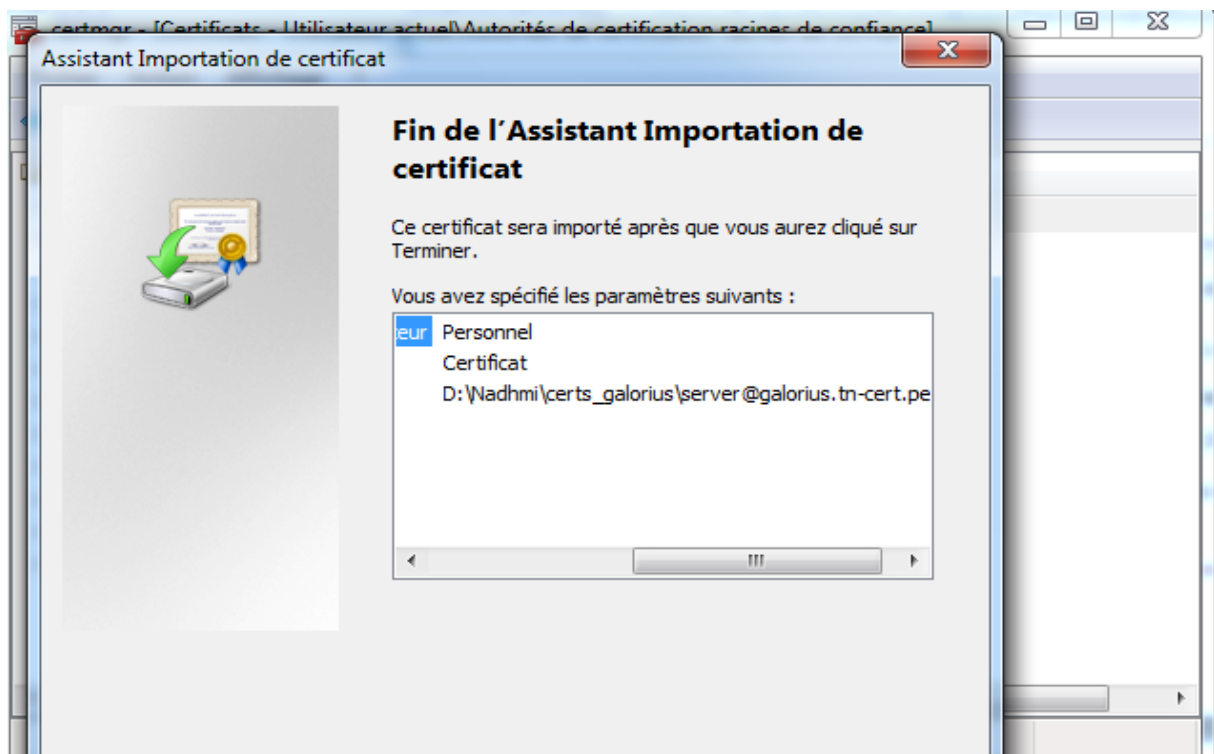 certmgr - [Certificats - Utilisateur actuel\Autorités de certification racines de confiance]
Assistant Importation de certificat
Fin de l'Assistant Importation de
certificat
Ce certificat sera importé après que vous aurez cliqué sur
Terminer.
Vous avez spécifié les paramètres suivants :
eur Personnel
Certificat
D:\Nadhmi\certs_galorius\server@galorius.tn-cert.pe